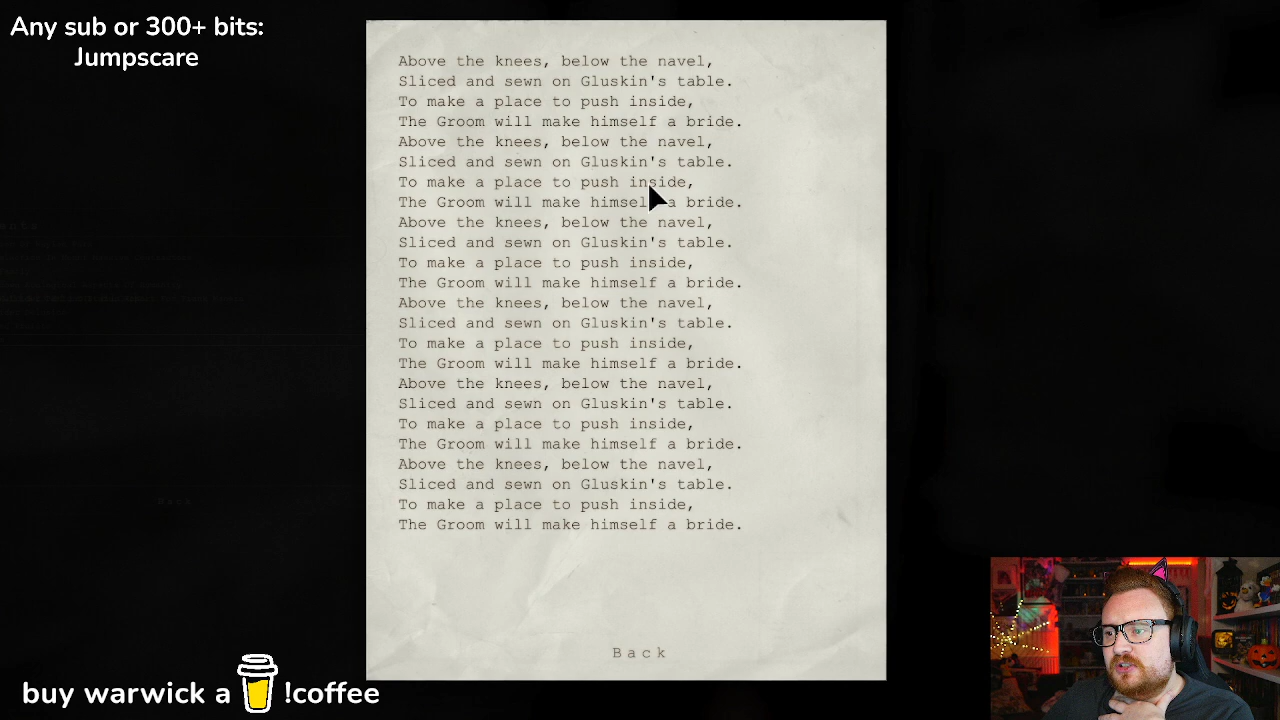 Any sub or 300+ bits:
Jumpscare
Above the knees, below the navel,
Sliced and sewn on Gluskin's table.
To make a place to push inside,
The Groom will make himself a bride.
Above the knees, below the navel,
Sliced and sewn on Gluskin's table.
To make a place to push inside,
The Groom will make himself a bride.
Above the knees, below the navel,
Sliced and sewn on Gluskin's table.
To make a place to push inside,
The Groom will make himself a bride.
Above the knees, below the navel,
Sliced and sewn on Gluskin's table.
To make a place to push inside,
The Groom will make himself a bride.
Above the knees, below the navel,
Sliced and sewn on Gluskin's table.
To make a place to push inside,
The Groom will make himself a bride.
Above the knees, below the navel,
Sliced and sewn on Gluskin's table.
To make a place to push inside,
The Groom will make himself a bride.
Back
Back
buy warwick a !coffee